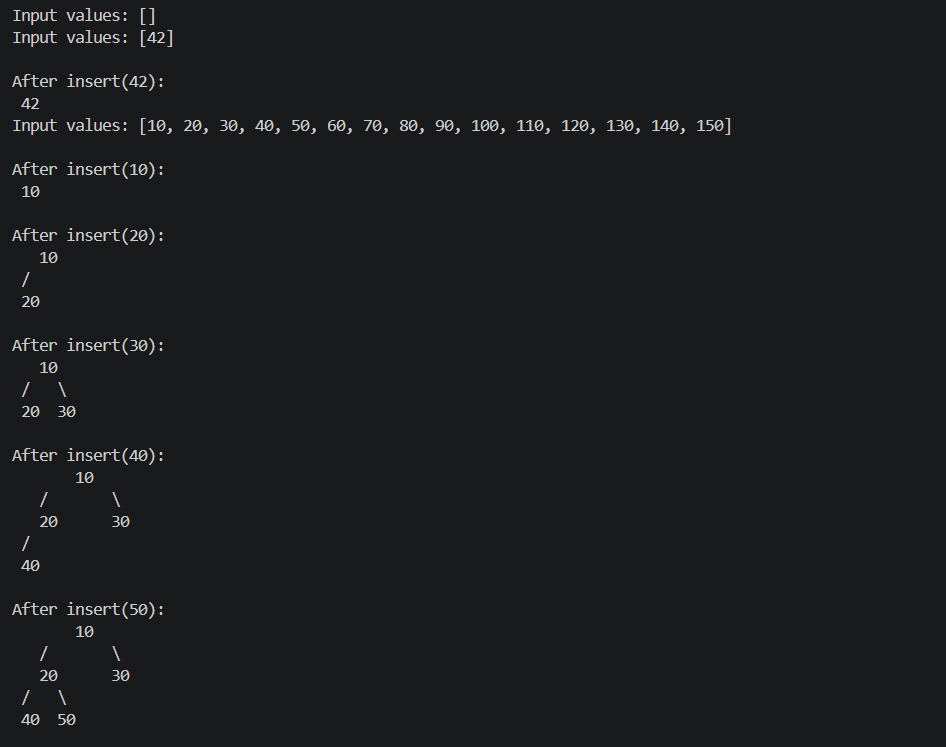 Input values: []
Input values: [42]

After insert(42):
 42
Input values: [10, 20, 30, 40, 50, 60, 70, 80, 90, 100, 110, 120, 130, 140, 150]

After insert(10):
 10

After insert(20):
   10
 /
 20

After insert(30):
   10
 /   \
 20  30

After insert(40):
       10
   /       \
   20      30
 /
 40

After insert(50):
       10
   /       \
   20      30
 /   \
 40  50